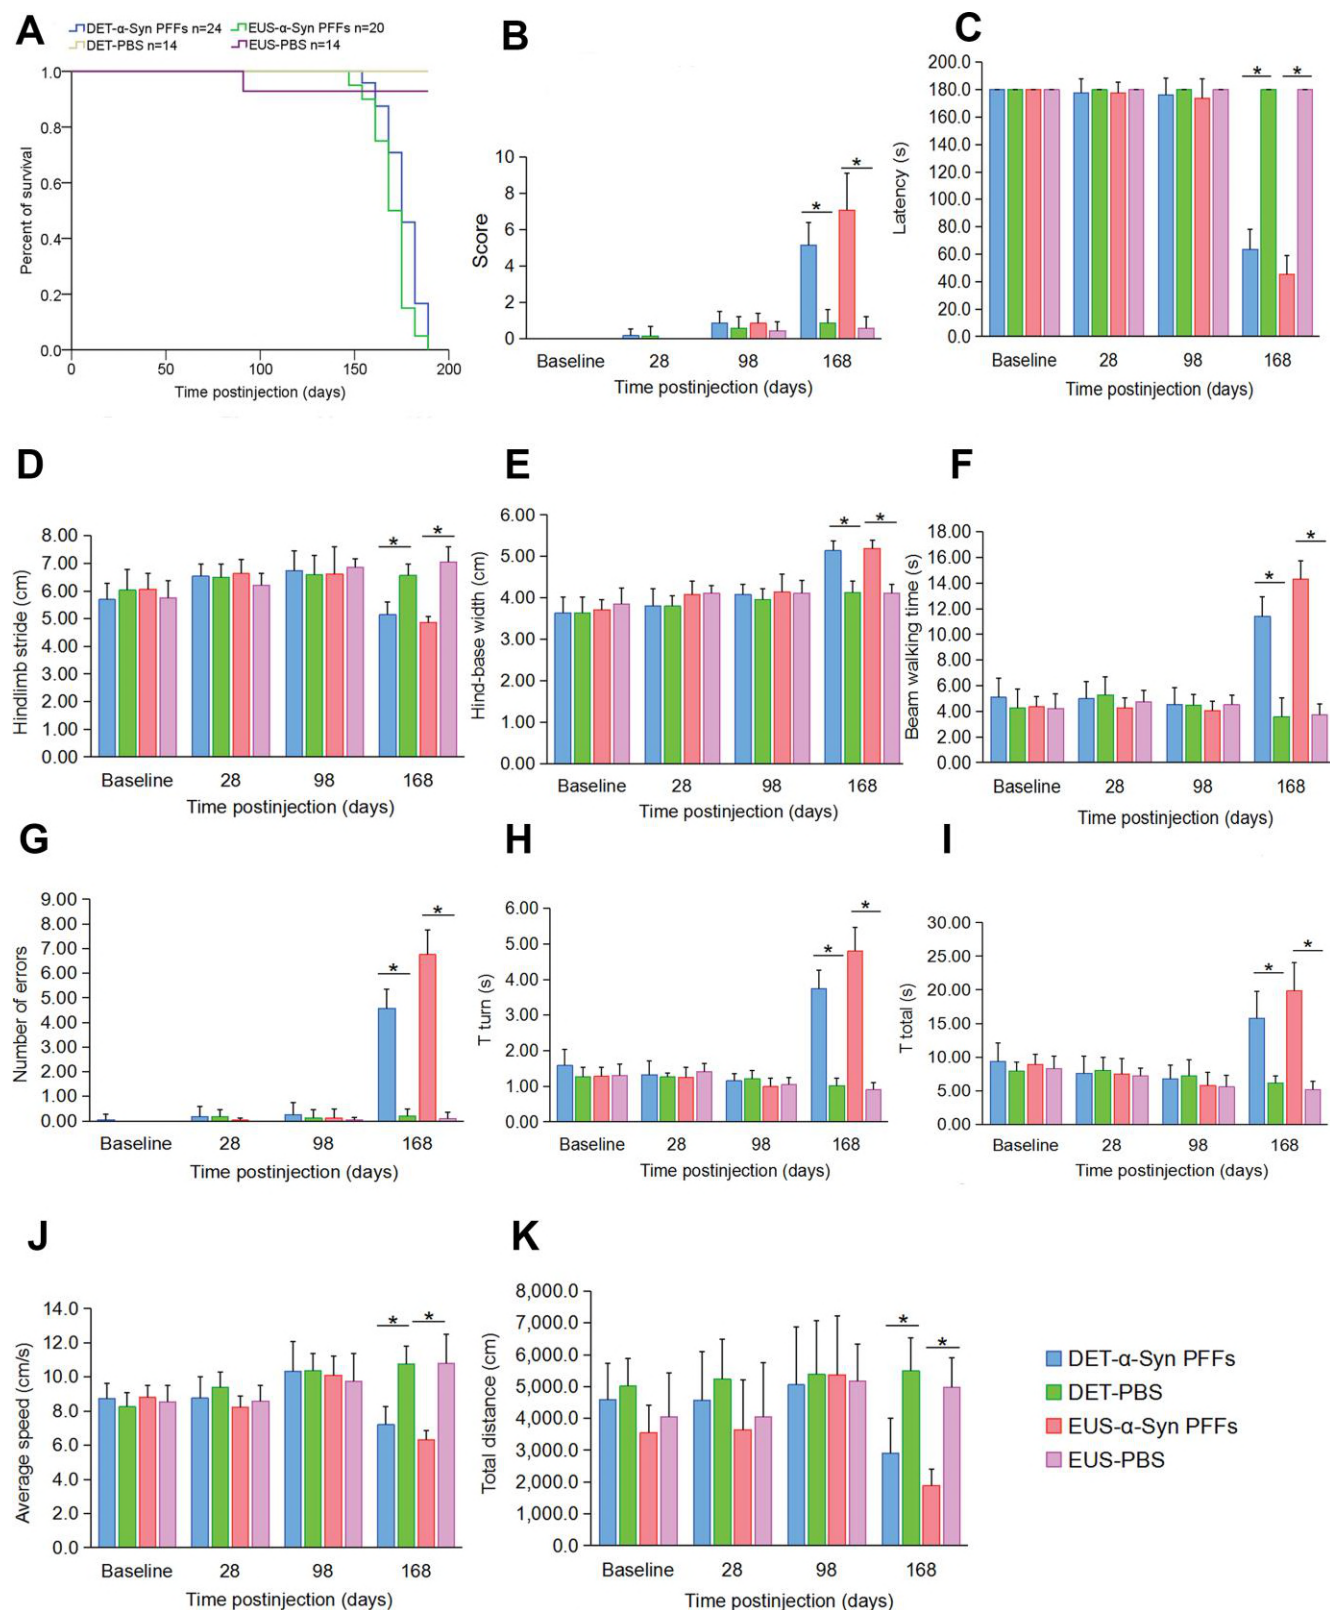 A
DET-α-Syn PFFs n=24 EUS-α-Syn PFFs n=20
DET-PBS n=14 EUS-PBS n=14
Percent of survival
1.0
0.8
0.6
0.4
0.2
0.0
0 50 100 150 200
Time postinjection (days)
B
Score
10
8
6
4
2
0
* *
Baseline 28 98 168
Time postinjection (days)
C
Latency (s)
200.0
180.0
160.0
140.0
120.0
100.0
80.0
60.0
40.0
20.0
0.0
* *
Baseline 28 98 168
Time postinjection (days)
D
Hindlimb stride (cm)
8.00
7.00
6.00
5.00
4.00
3.00
2.00
1.00
0.00
* *
Baseline 28 98 168
Time postinjection (days)
E
Hind-base width (cm)
6.00
5.00
4.00
3.00
2.00
1.00
0.00
* *
Baseline 28 98 168
Time postinjection (days)
F
Beam walking time (s)
18.00
16.00
14.00
12.00
10.00
8.00
6.00
4.00
2.00
0.00
* *
Baseline 28 98 168
Time postinjection (days)
G
Number of errors
9.00
8.00
7.00
6.00
5.00
4.00
3.00
2.00
1.00
0.00
* *
Baseline 28 98 168
Time postinjection (days)
H
T turn (s)
6.00
5.00
4.00
3.00
2.00
1.00
0.00
* *
Baseline 28 98 168
Time postinjection (days)
I
T total (s)
30.00
25.00
20.00
15.00
10.00
5.00
0.00
* *
Baseline 28 98 168
Time postinjection (days)
J
Average speed (cm/s)
14.0
12.0
10.0
8.0
6.0
4.0
2.0
0.0
* *
Baseline 28 98 168
Time postinjection (days)
K
Total distance (cm)
8,000.0
7,000.0
6,000.0
5,000.0
4,000.0
3,000.0
2,000.0
1,000.0
0.0
* *
Baseline 28 98 168
Time postinjection (days)
DET-α-Syn PFFs
DET-PBS
EUS-α-Syn PFFs
EUS-PBS